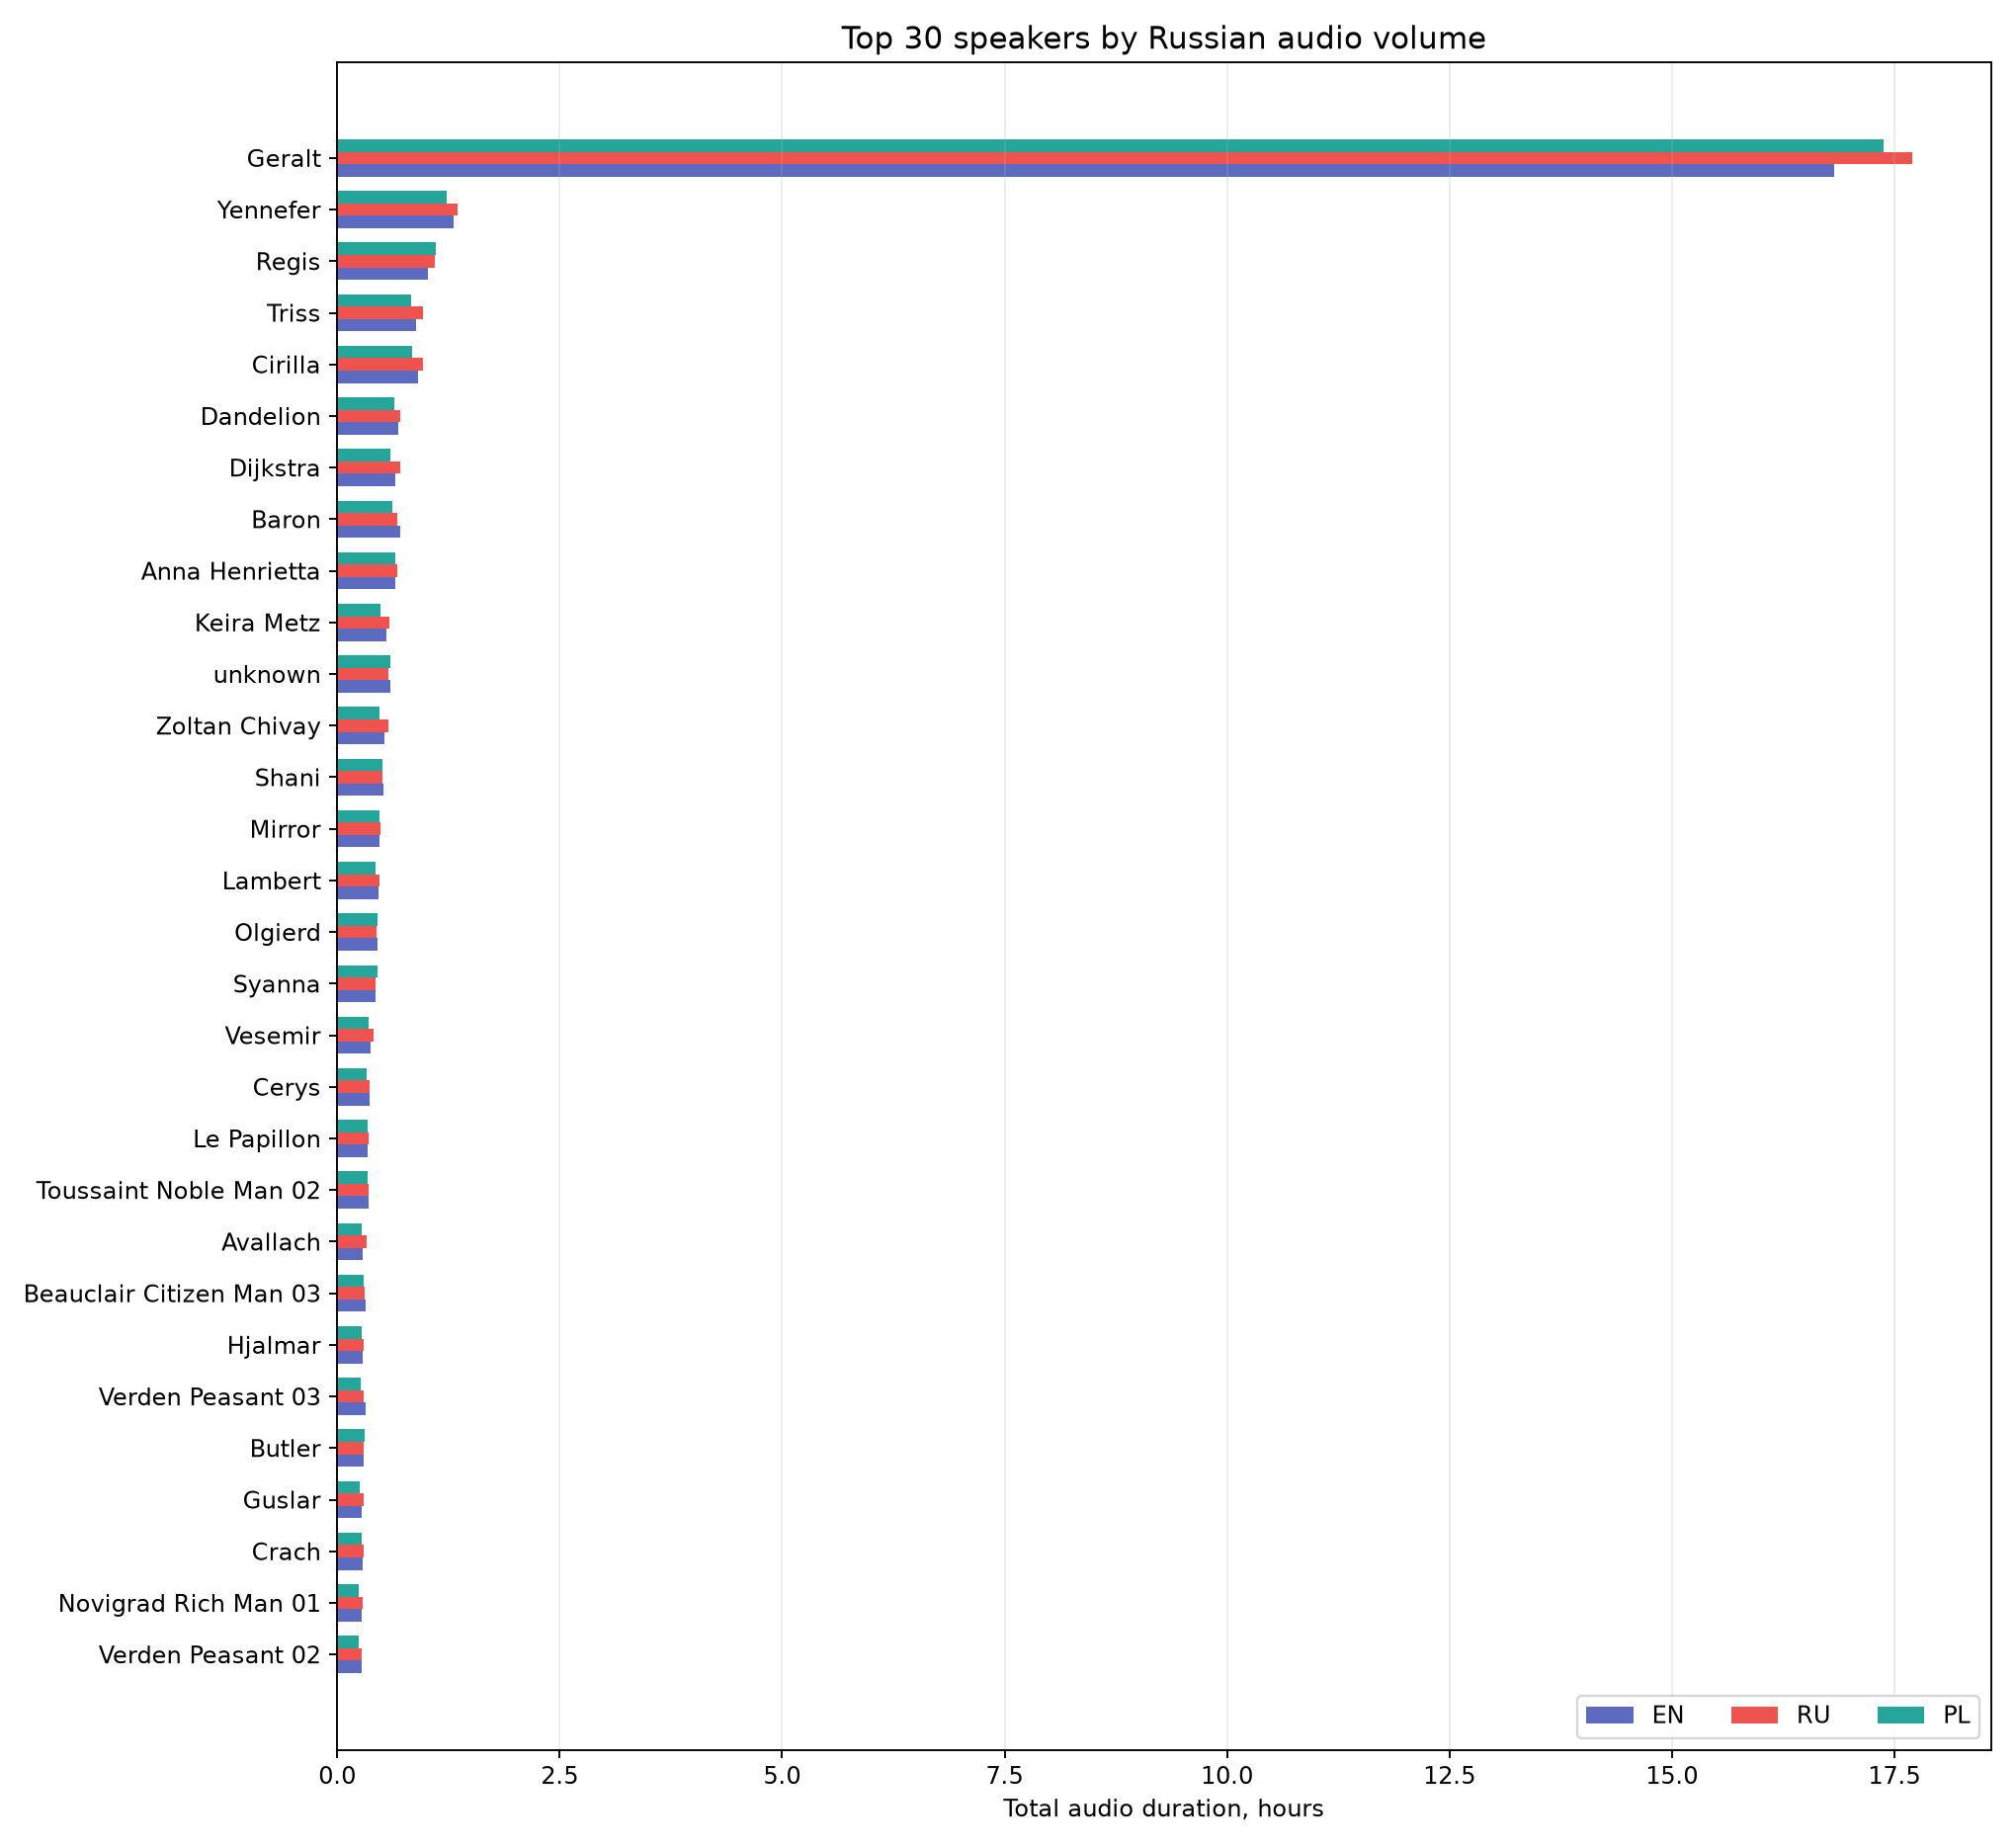 Top 30 speakers by Russian audio volume
Geralt
Yennefer
Regis
Triss
Cirilla
Dandelion
Dijkstra
Baron
Anna Henrietta
Keira Metz
unknown
Zoltan Chivay
Shani
Mirror
Lambert
Olgierd
Syanna
Vesemir
Cerys
Le Papillon
Toussaint Noble Man 02
Avallach
Beauclair Citizen Man 03
Hjalmar
Verden Peasant 03
Butler
Guslar
Crach
Novigrad Rich Man 01
Verden Peasant 02
EN RU PL
0.0 2.5 5.0 7.5 10.0 12.5 15.0 17.5
Total audio duration, hours